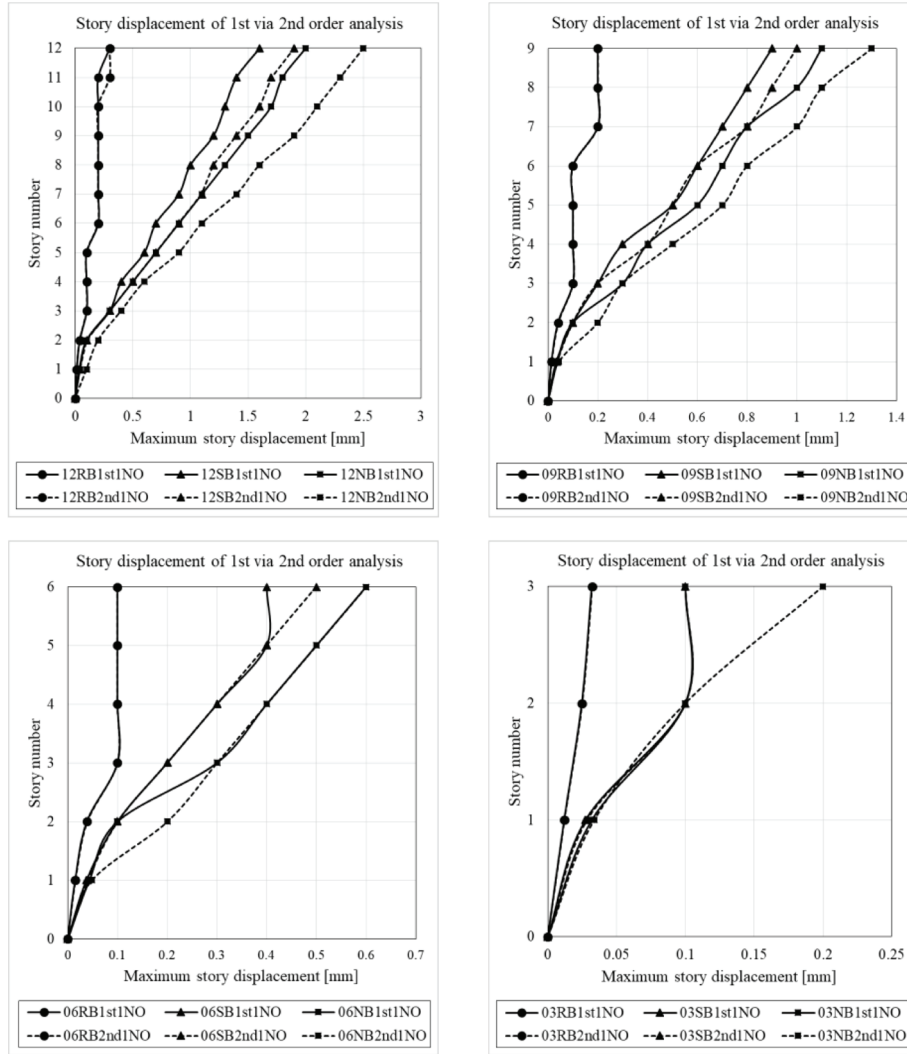 Story displacement of 1st via 2nd order analysis
12
11
10
9
8
7
6
5
4
3
2
1
0
Story number
0 0.5 1 1.5 2 2.5 3
Maximum story displacement [mm]
12RB1st1NO 12SB1st1NO 12NB1st1NO
12RB2nd1NO 12SB2nd1NO 12NB2nd1NO
Story displacement of 1st via 2nd order analysis
9
8
7
6
5
4
3
2
1
0
Story number
0 0.2 0.4 0.6 0.8 1 1.2 1.4
Maximum story displacement [mm]
09RB1st1NO 09SB1st1NO 09NB1st1NO
09RB2nd1NO 09SB2nd1NO 09NB2nd1NO
Story displacement of 1st via 2nd order analysis
6
5
4
3
2
1
0
Story number
0 0.1 0.2 0.3 0.4 0.5 0.6 0.7
Maximum story displacement [mm]
06RB1st1NO 06SB1st1NO 06NB1st1NO
06RB2nd1NO 06SB2nd1NO 06NB2nd1NO
Story displacement of 1st via 2nd order analysis
3
2
1
0
Story number
0 0.05 0.1 0.15 0.2 0.25
Maximum story displacement [mm]
03RB1st1NO 03SB1st1NO 03NB1st1NO
03RB2nd1NO 03SB2nd1NO 03NB2nd1NO